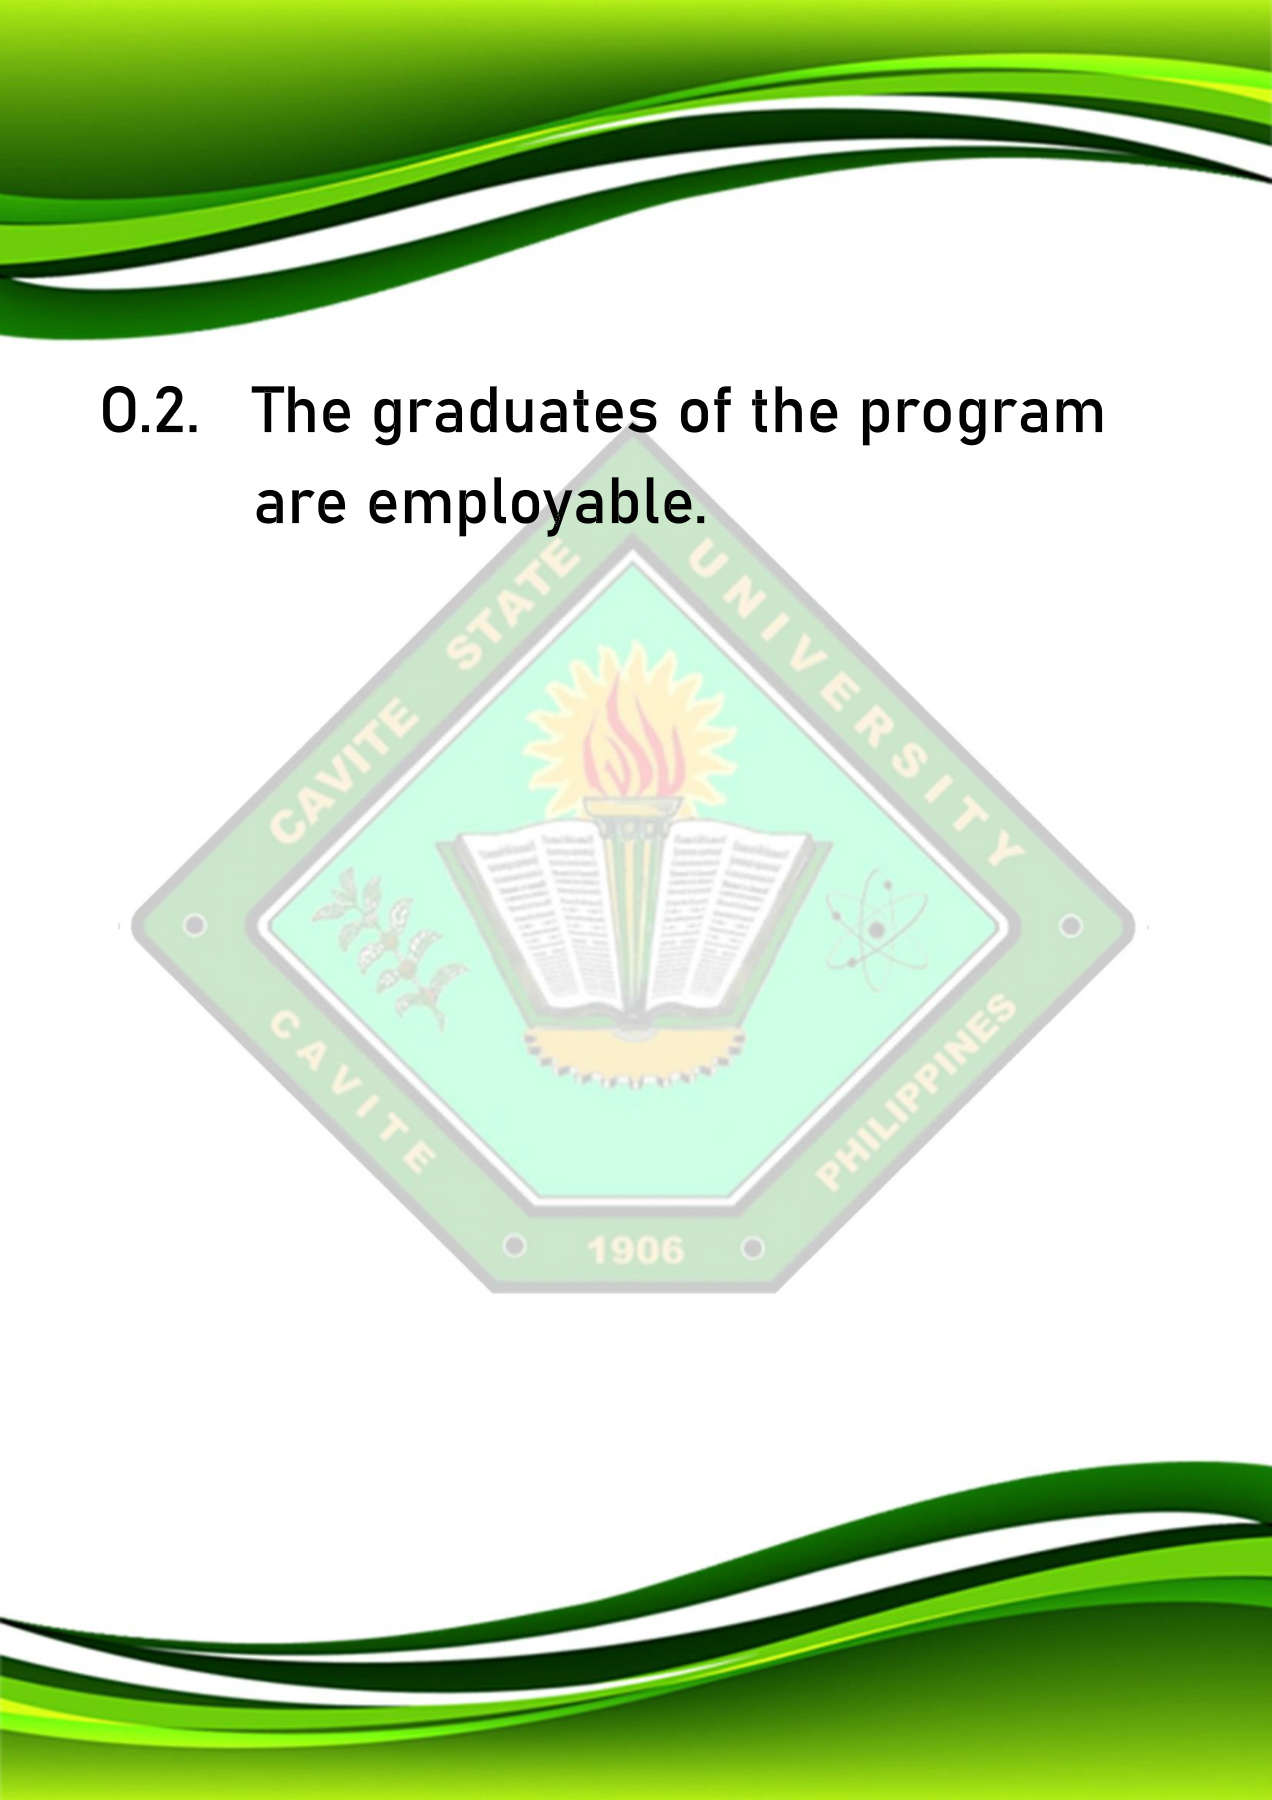 O.2. The graduates of the program
are employable.
CAVITE STATE UNIVERSITY
CAVITE PHILIPPINES
1906